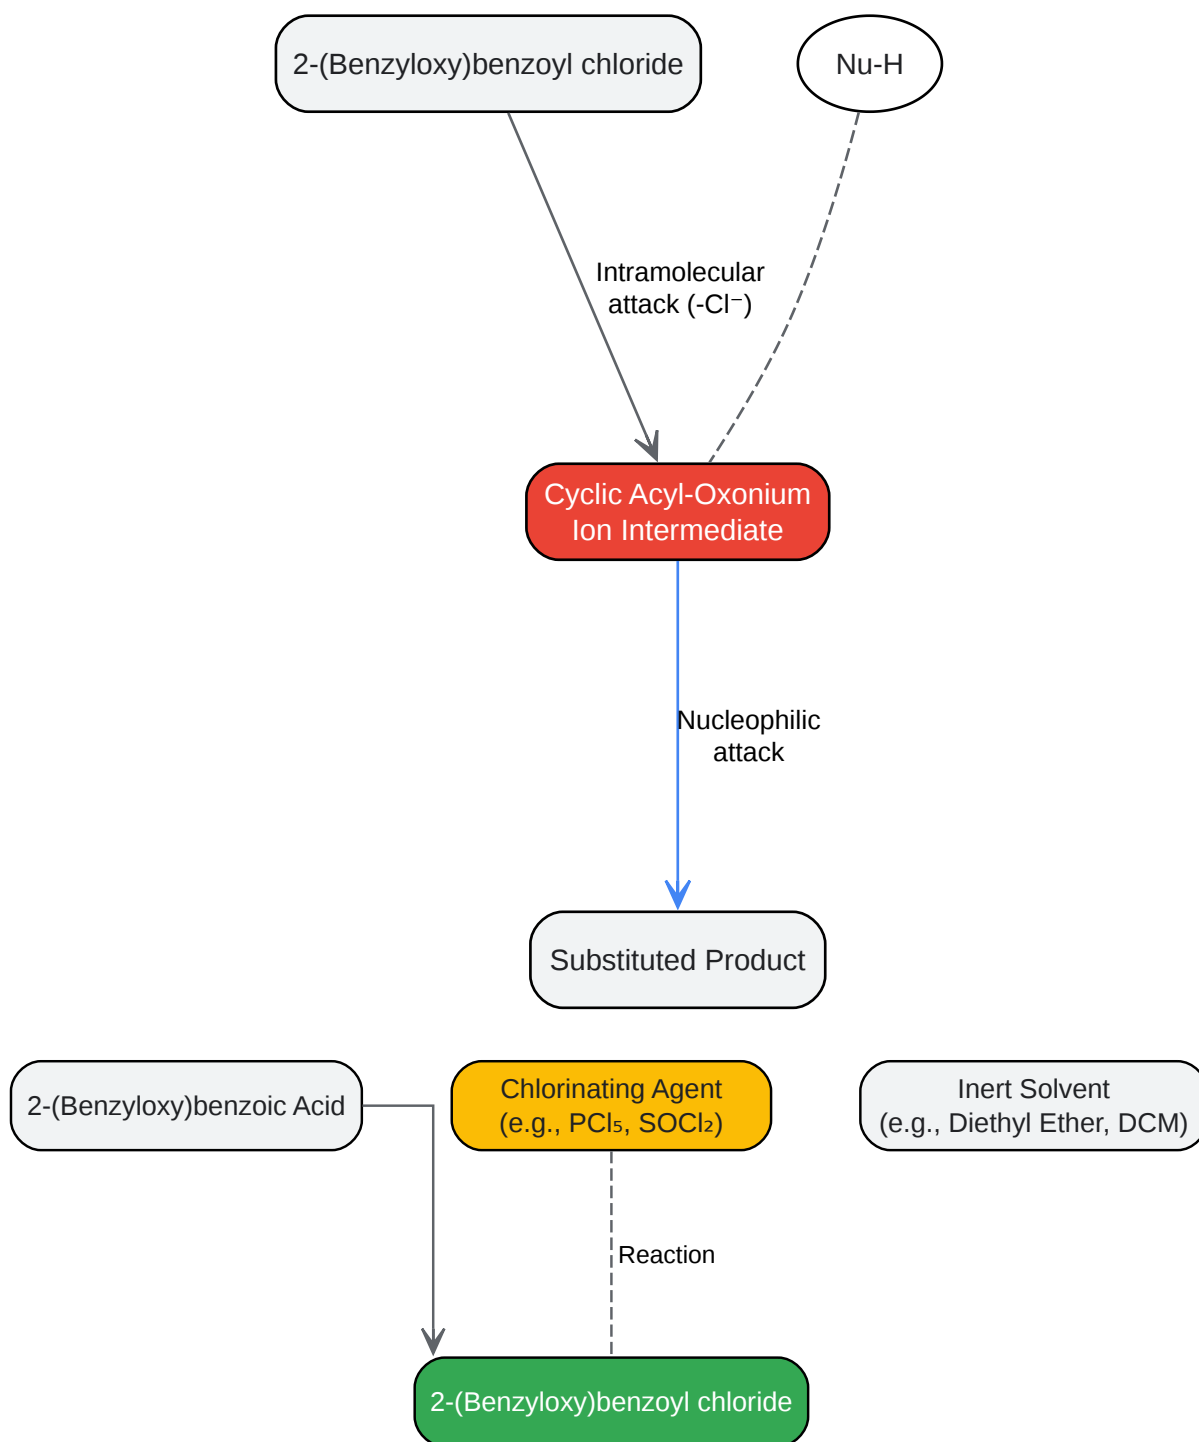 2-(Benzyloxy)benzoyl chloride
Nu-H
Intramolecular
attack (-Cl⁻)
Cyclic Acyl-Oxonium
Ion Intermediate
Nucleophilic
attack
Substituted Product
2-(Benzyloxy)benzoic Acid
Chlorinating Agent
(e.g., PCl₅, SOCl₂)
Inert Solvent
(e.g., Diethyl Ether, DCM)
Reaction
2-(Benzyloxy)benzoyl chloride